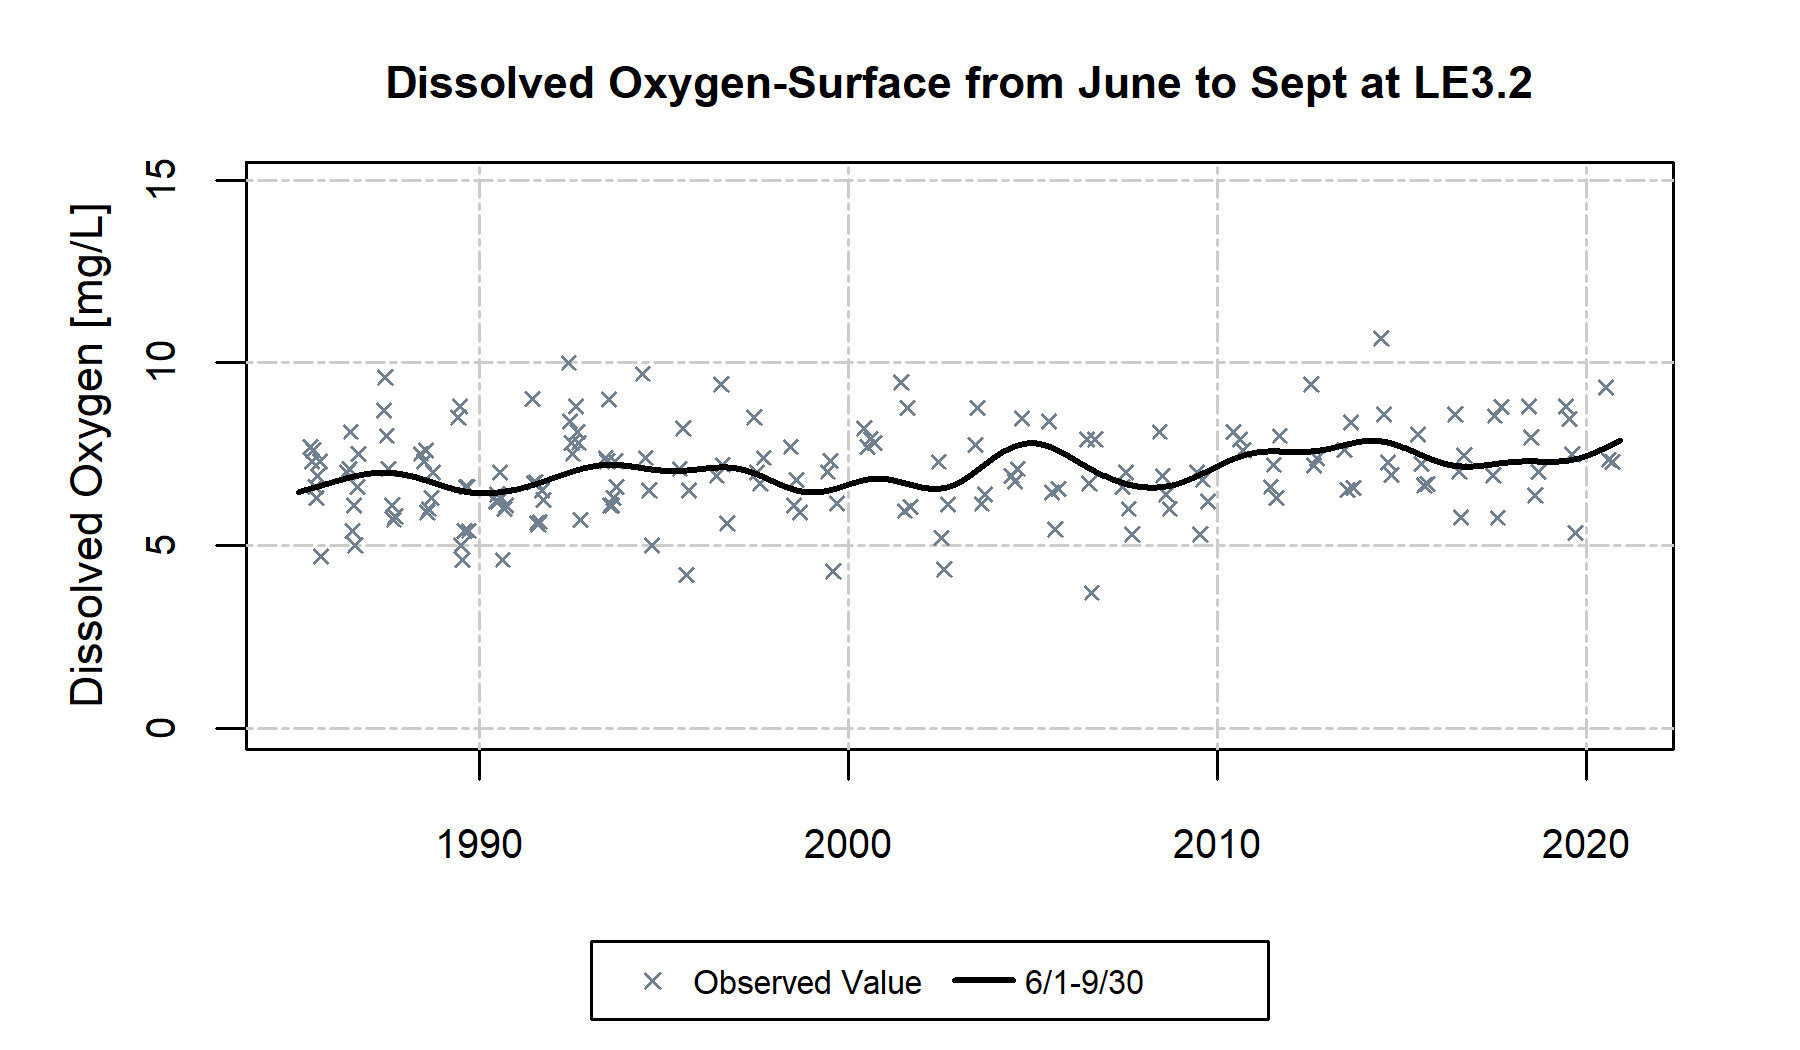 Dissolved Oxygen-Surface from June to Sept at LE3.2
Dissolved Oxygen [mg/L]
15
10
5
0
1990 2000 2010 2020
Observed Value 6/1-9/30